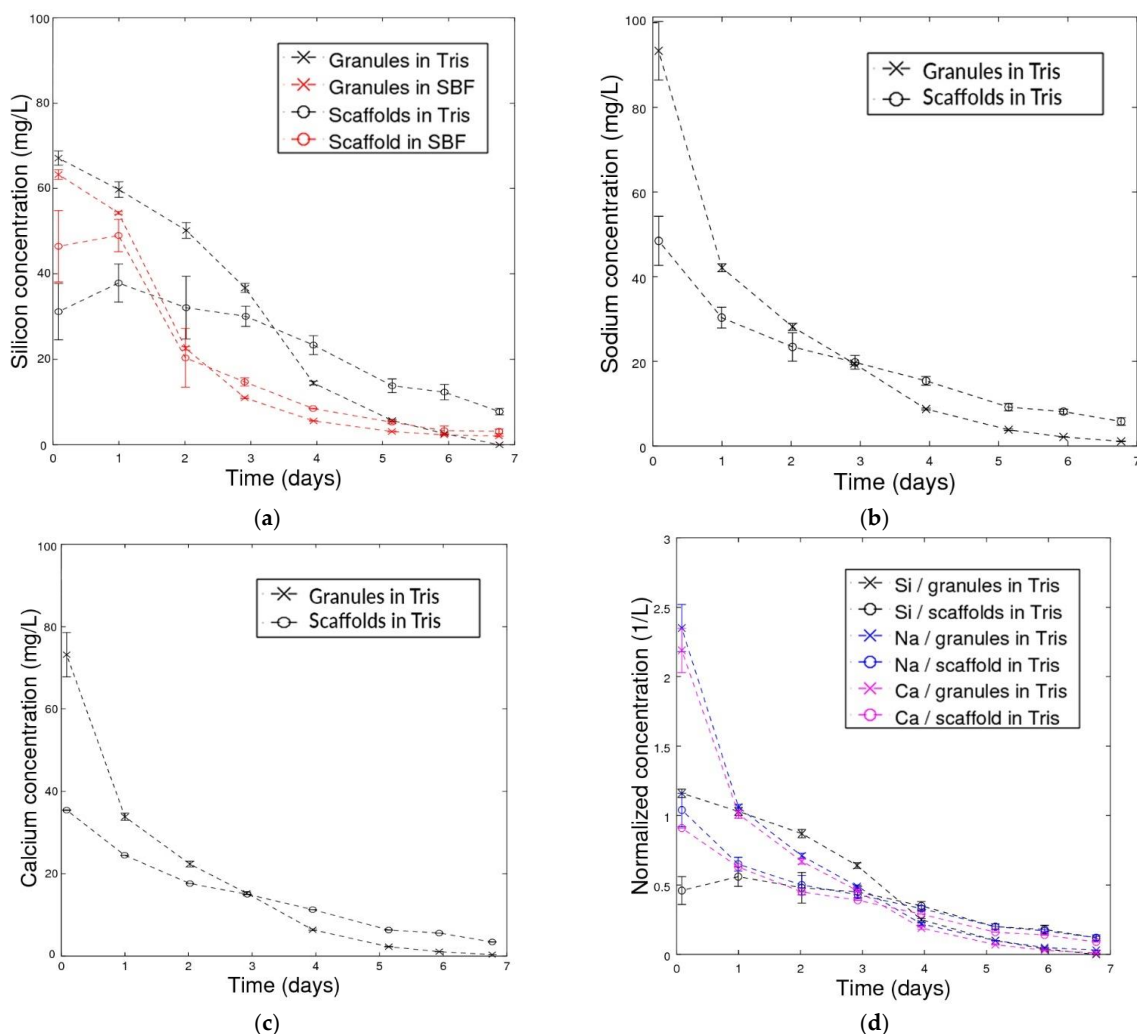 100
80
60
40
20
0
0 1 2 3 4 5 6 7
Silicon concentration (mg/L)
Time (days)
Granules in Tris
Granules in SBF
Scaffolds in Tris
Scaffold in SBF
(a)
100
80
60
40
20
0
0 1 2 3 4 5 6 7
Sodium concentration (mg/L)
Time (days)
Granules in Tris
Scaffolds in Tris
(b)
100
80
60
40
20
0
0 1 2 3 4 5 6 7
Calcium concentration (mg/L)
Time (days)
Granules in Tris
Scaffolds in Tris
(c)
3
2.5
2
1.5
1
0.5
0
0 1 2 3 4 5 6 7
Normalized concentration (1/L)
Time (days)
Si / granules in Tris
Si / scaffolds in Tris
Na / granules in Tris
Na / scaffold in Tris
Ca / granules in Tris
Ca / scaffold in Tris
(d)